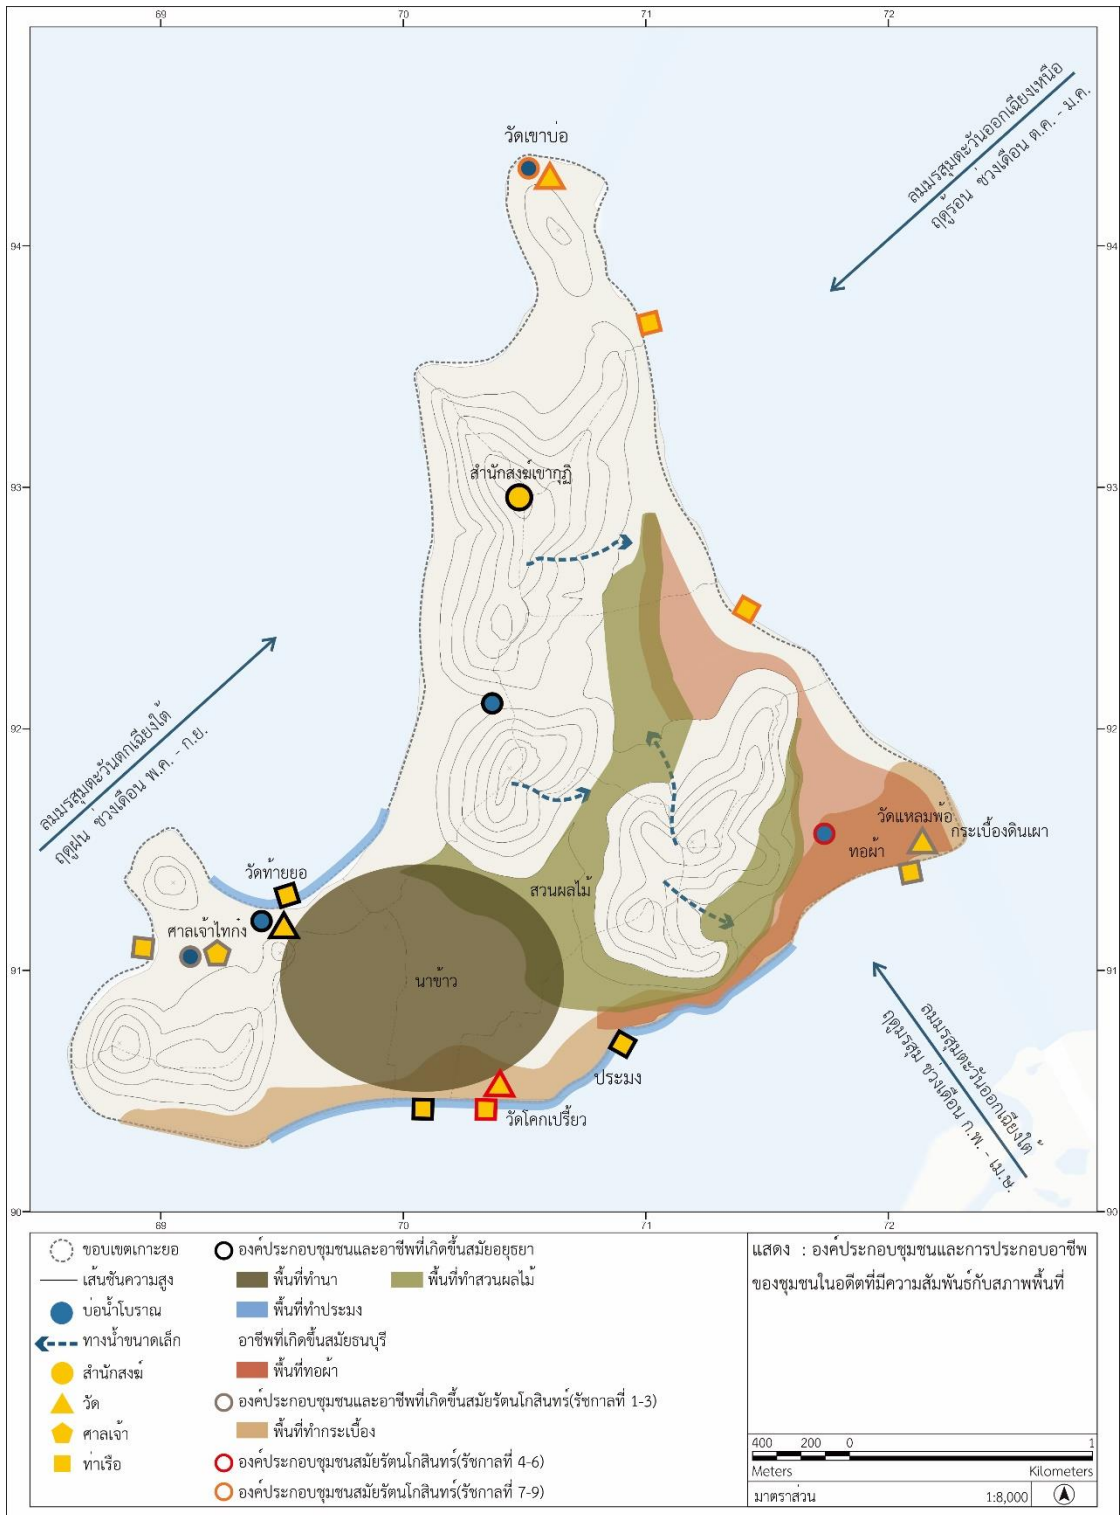 69 70 71 72
94 94
93 93
92 92
91 91
90 90
69 70 71 72
วัดเขาบ่อ
ลมมรสุมตะวันออกเฉียงเหนือ
ฤดูร้อน ช่วงเดือน ต.ค. - ม.ค.
สำนักสงฆ์เขากุฏิ
ลมมรสุมตะวันตกเฉียงใต้
ฤดูฝน ช่วงเดือน พ.ค. - ก.ย.
วัดแหลมพ้อ
กระเบื้องดินเผา
ทอผ้า
วัดท้ายยอ
สวนผลไม้
ศาลเจ้าไทก๋ง
นาข้าว
ลมมรสุมตะวันออกเฉียงใต้
ฤดูมรสุม ช่วงเดือน ก.พ. - เม.ษ.
ประมง
วัดโคกเปรี้ยว
ขอบเขตเกาะยอ
เส้นชันความสูง
บ่อน้ำโบราณ
ทางน้ำขนาดเล็ก
สำนักสงฆ์
วัด
ศาลเจ้า
ท่าเรือ
องค์ประกอบชุมชนและอาชีพที่เกิดขึ้นสมัยอยุธยา
พื้นที่ทำนา พื้นที่ทำสวนผลไม้
พื้นที่ทำประมง
อาชีพที่เกิดขึ้นสมัยธนบุรี
พื้นที่ทอผ้า
องค์ประกอบชุมชนและอาชีพที่เกิดขึ้นสมัยรัตนโกสินทร์(รัชกาลที่ 1-3)
พื้นที่ทำกระเบื้อง
องค์ประกอบชุมชนสมัยรัตนโกสินทร์(รัชกาลที่ 4-6)
องค์ประกอบชุมชนสมัยรัตนโกสินทร์(รัชกาลที่ 7-9)
แสดง : องค์ประกอบชุมชนและการประกอบอาชีพ
ของชุมชนในอดีตที่มีความสัมพันธ์กับสภาพพื้นที่
400 200 0 1
Meters Kilometers
มาตราส่วน 1:8,000